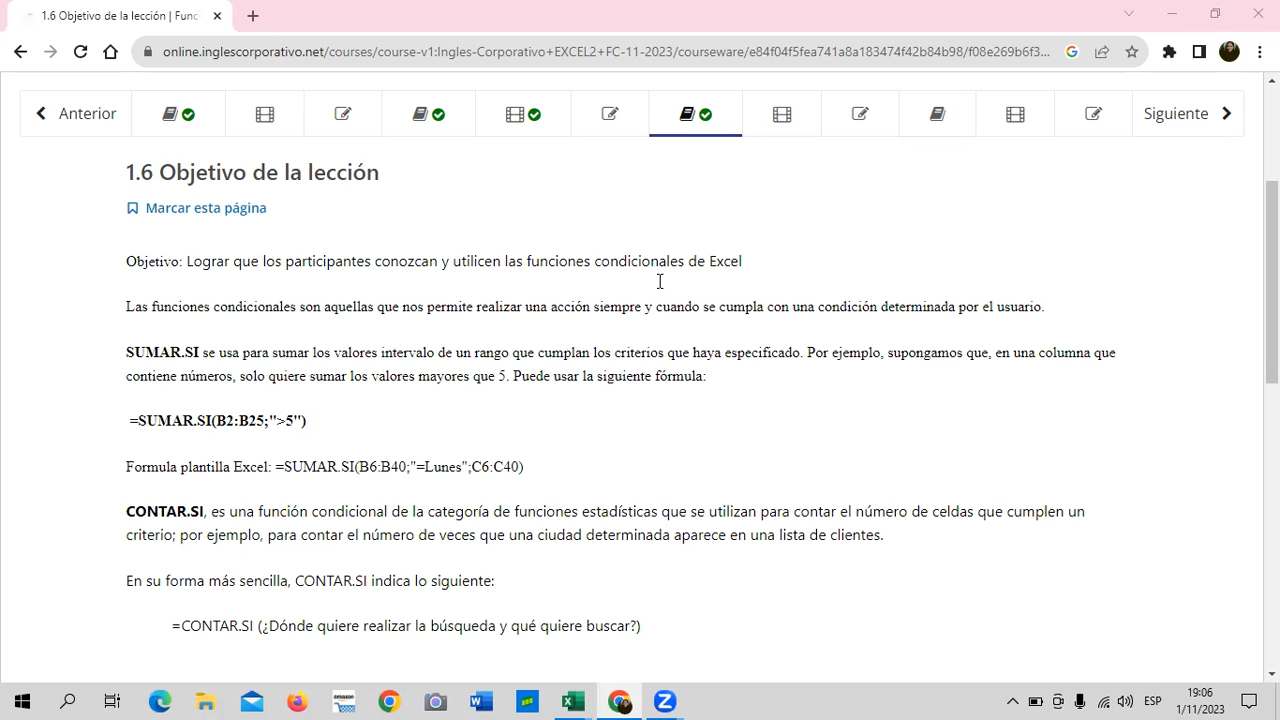 1.6 Objetivo de la lección | Func
online.inglescorporativo.net/courses/course-v1:Ingles-Corporativo+EXCEL2+FC-11-2023/courseware/e84f04f5fea741a8a183474f42b84b98/f08e269b6f3...
Anterior
Siguiente
1.6 Objetivo de la lección
Marcar esta página
Objetivo: Lograr que los participantes conozcan y utilicen las funciones condicionales de Excel
Las funciones condicionales son aquellas que nos permite realizar una acción siempre y cuando se cumpla con una condición determinada por el usuario.
SUMAR.SI se usa para sumar los valores intervalo de un rango que cumplan los criterios que haya especificado. Por ejemplo, supongamos que, en una columna que
contiene números, solo quiere sumar los valores mayores que 5. Puede usar la siguiente fórmula:
=SUMAR.SI(B2:B25;">5")
Formula plantilla Excel: =SUMAR.SI(B6:B40;"=Lunes";C6:C40)
CONTAR.SI, es una función condicional de la categoría de funciones estadísticas que se utilizan para contar el número de celdas que cumplen un
criterio; por ejemplo, para contar el número de veces que una ciudad determinada aparece en una lista de clientes.
En su forma más sencilla, CONTAR.SI indica lo siguiente:
=CONTAR.SI (¿Dónde quiere realizar la búsqueda y qué quiere buscar?)
ESP
19:06
1/11/2023